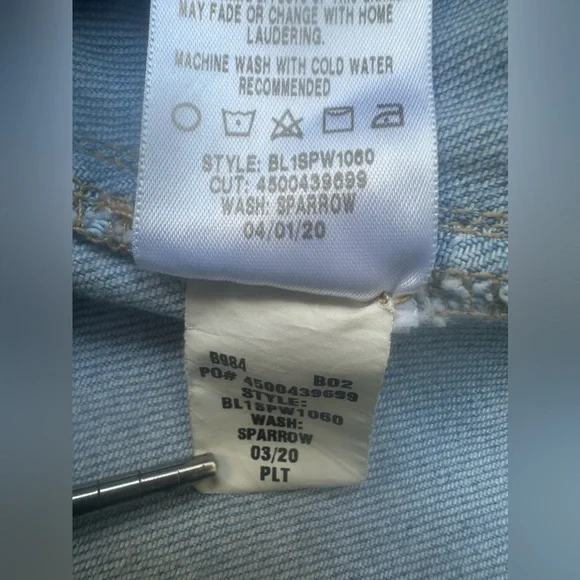 MAY FADE OR CHANGE WITH HOME
LAUDERING.
MACHINE WASH WITH COLD WATER
RECOMMENDED
STYLE: BL1SPW1060
CUT: 4500439699
WASH: SPARROW
04/01/20
B984 B02
PO# 4500439699
STYLE:
BL1SPW1060
WASH:
SPARROW
03/20
PLT